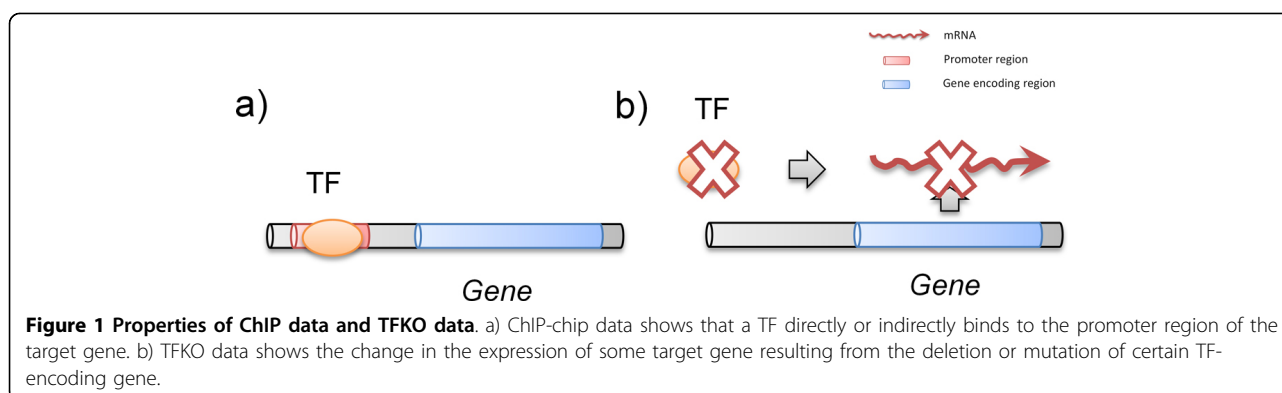 mRNA
Promoter region
Gene encoding region
a)
b)
TF
TF
Gene
Gene
Figure 1 Properties of ChIP data and TFKO data. a) ChIP-chip data shows that a TF directly or indirectly binds to the promoter region of the
target gene. b) TFKO data shows the change in the expression of some target gene resulting from the deletion or mutation of certain TF-
encoding gene.